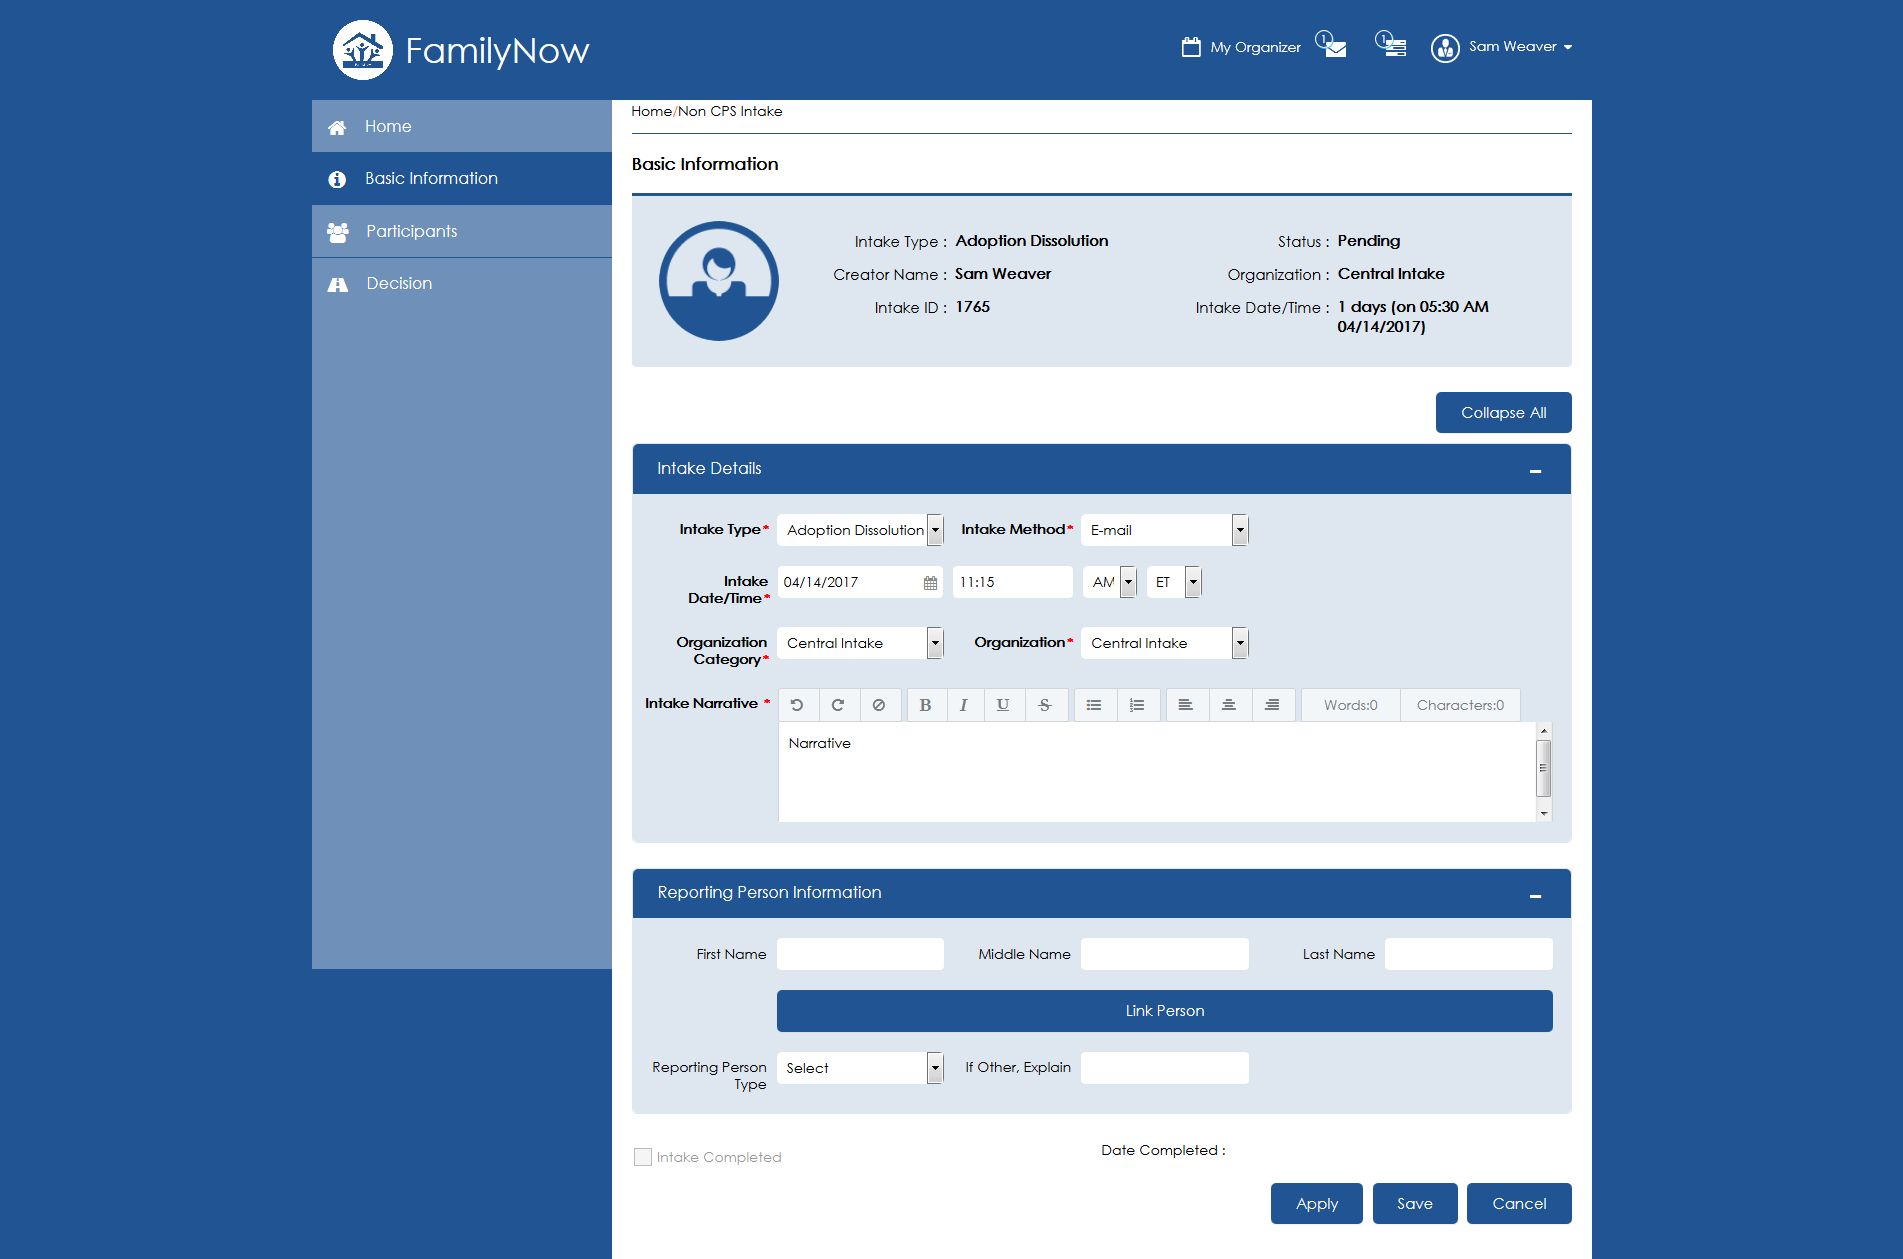 FamilyNow
My Organizer
1
1
Sam Weaver
Home
Basic Information
Participants
Decision
Home/Non CPS Intake
Basic Information
Intake Type : Adoption Dissolution
Status : Pending
Creator Name : Sam Weaver
Organization : Central Intake
Intake ID : 1765
Intake Date/Time : 1 days (on 05:30 AM
04/14/2017)
Collapse All
Intake Details
Intake Type* Adoption Dissolution Intake Method* E-mail
Intake
Date/Time* 04/14/2017 11:15 AM ET
Organization
Category* Central Intake Organization* Central Intake
Intake Narrative * B I U S Words:0 Characters:0
Narrative
Reporting Person Information
First Name Middle Name Last Name
Link Person
Reporting Person
Type Select If Other, Explain
Intake Completed Date Completed :
Apply Save Cancel